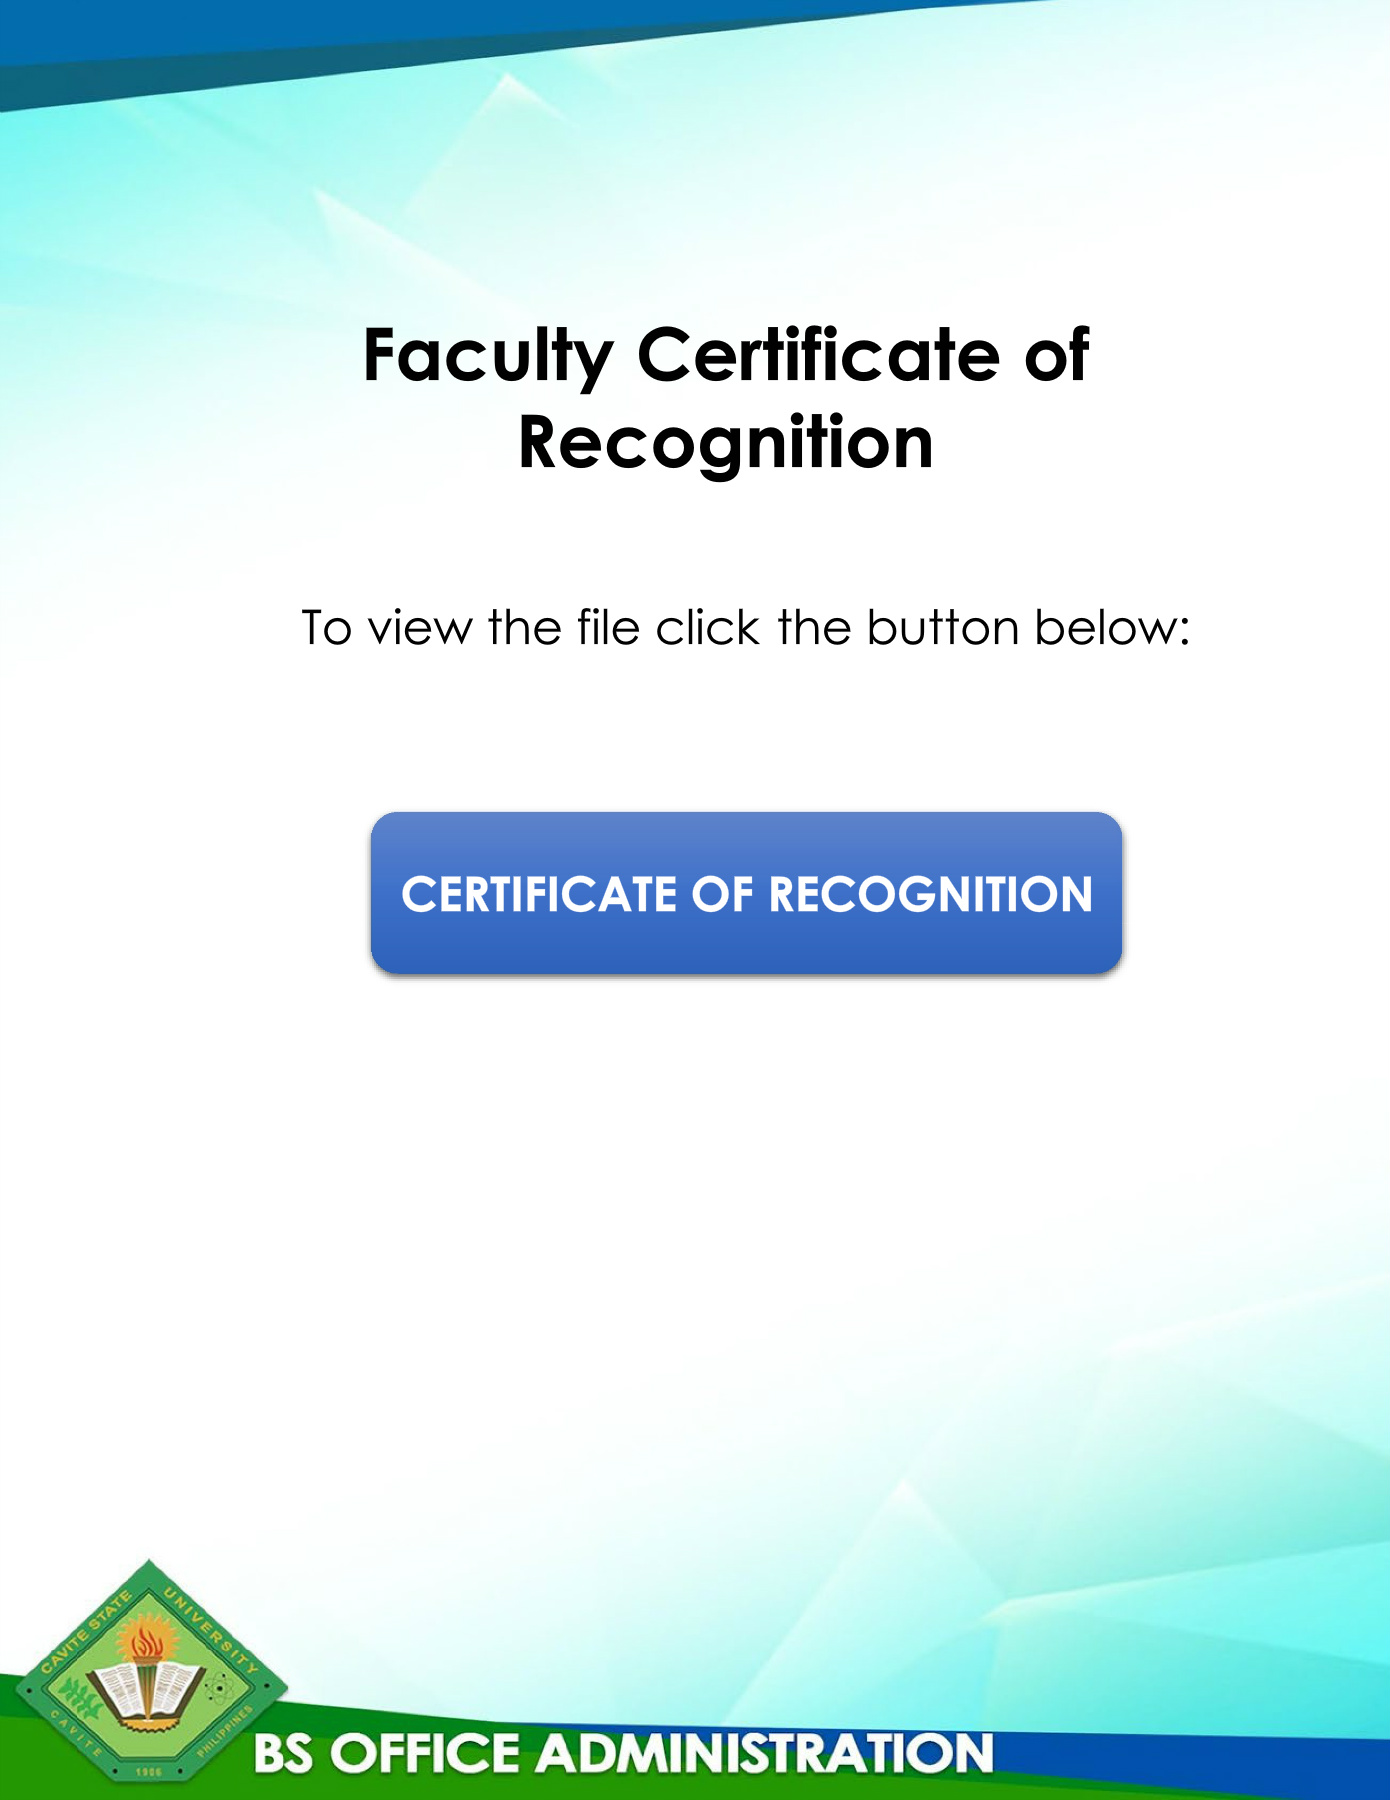 Faculty Certificate of
Recognition
To view the file click the button below:
CERTIFICATE OF RECOGNITION
CAVITE STATE UNIVERSITY
CAVITE
PHILIPPINES
1906
BS OFFICE ADMINISTRATION